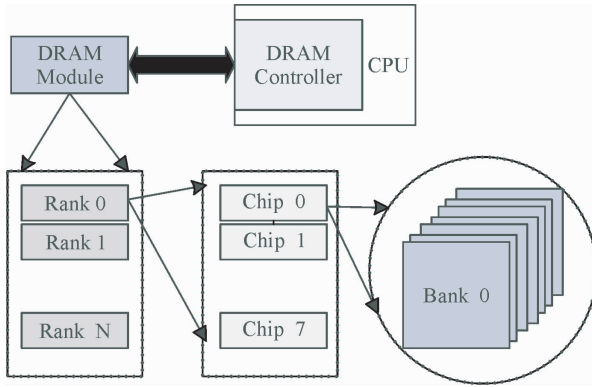 DRAM
Module
DRAM
Controller
CPU
Rank 0
Rank 1
Rank N
Chip 0
Chip 1
Chip 7
Bank 0